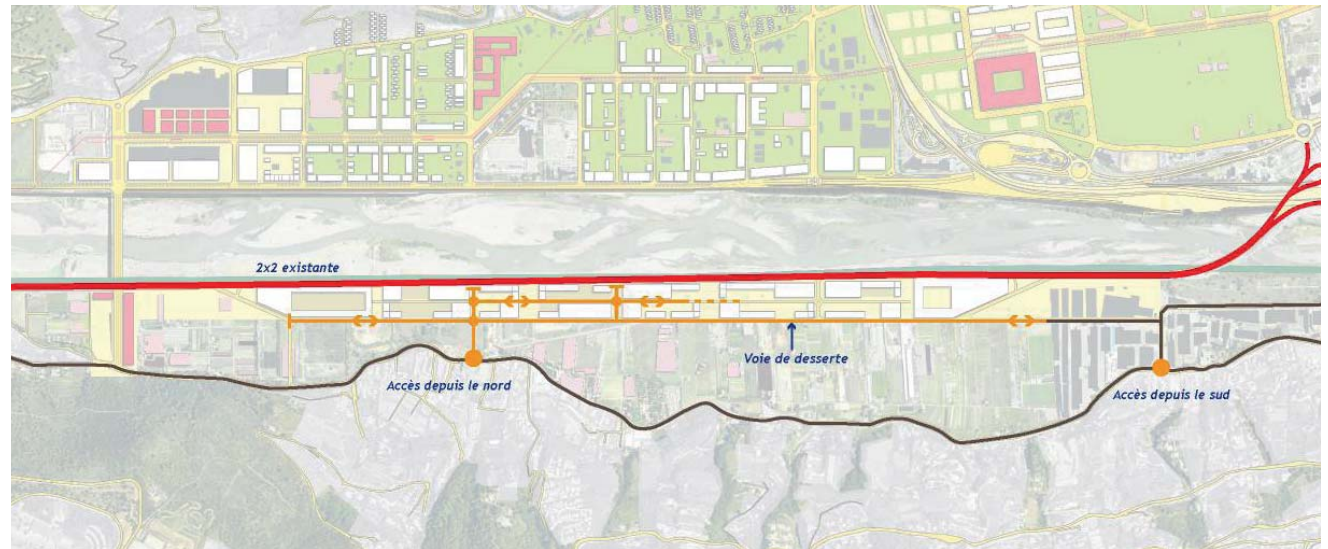 2x2 existante
Voie de desserte
Accès depuis le nord
Accès depuis le sud